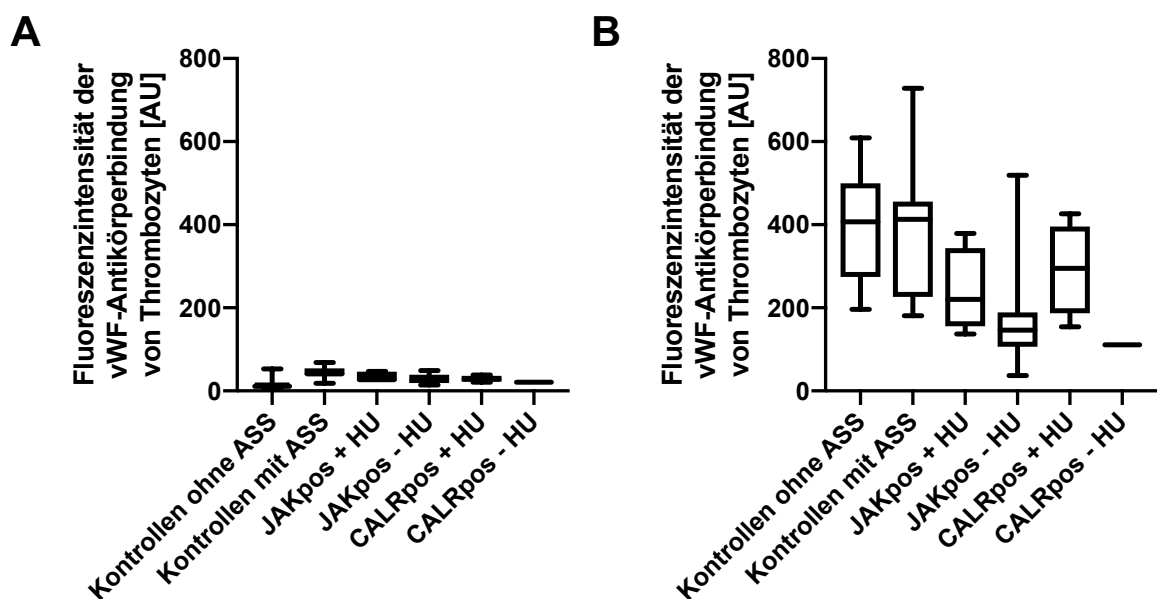 A
Fluoreszenzintensität der
vWF-Antikörperbindung
von Thrombozyten [AU]
800
600
400
200
0
Kontrollen ohne ASS
Kontrollen mit ASS
JAKpos + HU
JAKpos - HU
CALRpos + HU
CALRpos - HU
B
Fluoreszenzintensität der
vWF-Antikörperbindung
von Thrombozyten [AU]
800
600
400
200
0
Kontrollen ohne ASS
Kontrollen mit ASS
JAKpos + HU
JAKpos - HU
CALRpos + HU
CALRpos - HU